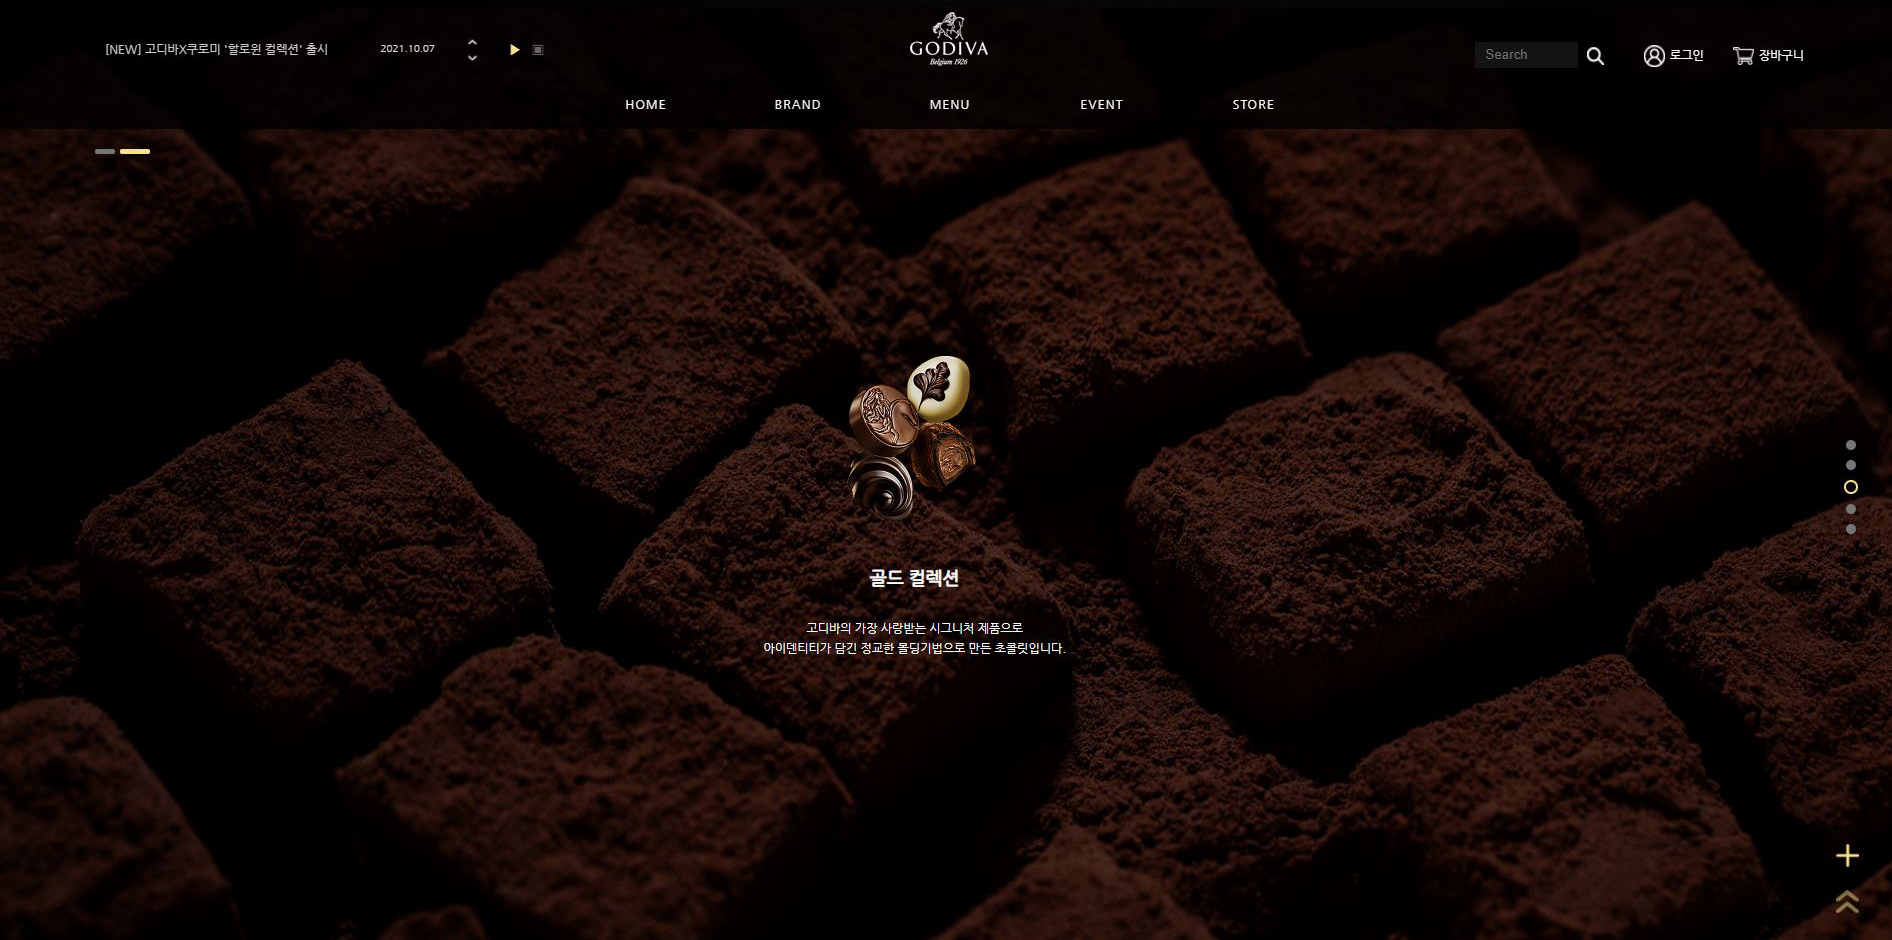 [NEW] 고디바X쿠로미 '할로윈 컬렉션' 출시
2021.10.07
GODIVA
Belgium 1926
Search
로그인
장바구니
HOME
BRAND
MENU
EVENT
STORE
골드 컬렉션
고디바의 가장 사랑받는 시그니처 제품으로
아이덴티티가 담긴 정교한 몰딩기법으로 만든 초콜릿입니다.